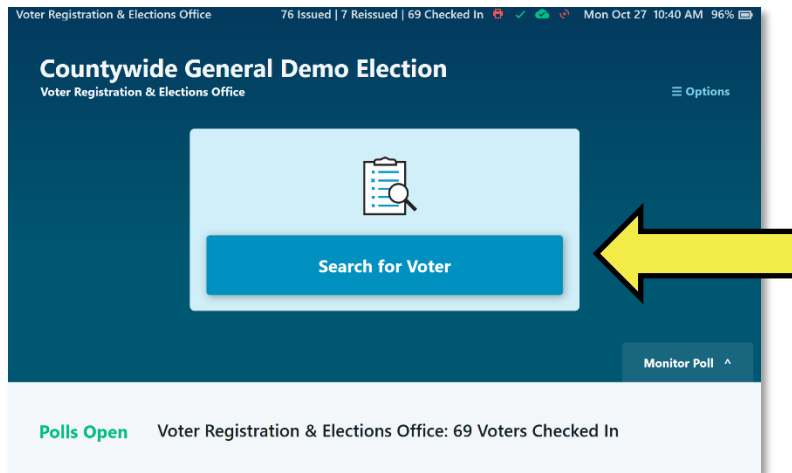 Voter Registration & Elections Office 76 Issued | 7 Reissued | 69 Checked In Mon Oct 27 10:40 AM 96%
Countywide General Demo Election
Voter Registration & Elections Office
☰ Options
Search for Voter
Monitor Poll ^
Polls Open Voter Registration & Elections Office: 69 Voters Checked In